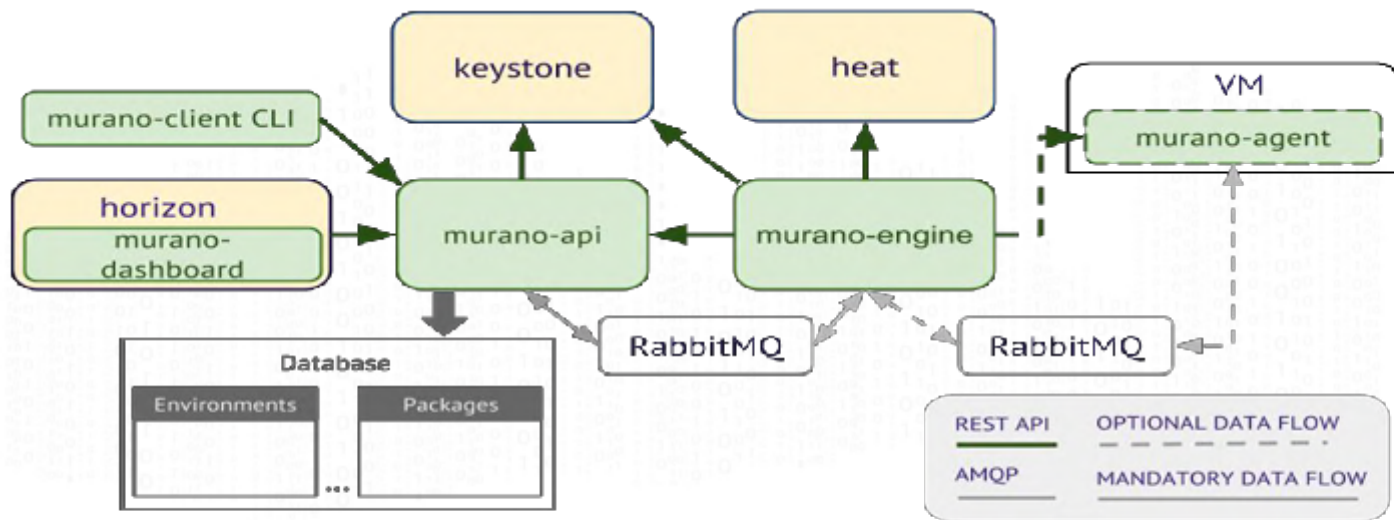 keystone
heat
VM
murano-client CLI
murano-agent
horizon
murano-
dashboard
murano-api
murano-engine
RabbitMQ
RabbitMQ
Database
Environments
Packages
...
REST API
OPTIONAL DATA FLOW
AMQP
MANDATORY DATA FLOW